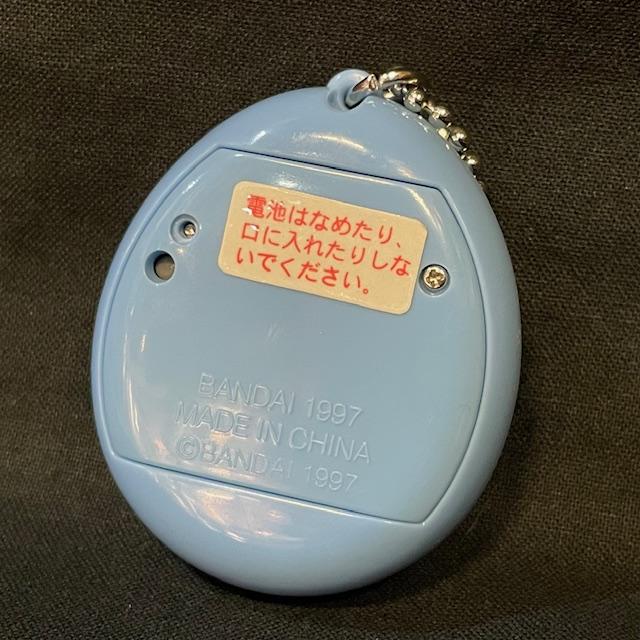 電池はなめたり、
口に入れたりしな
いでください。
BANDAI 1997
MADE IN CHINA
©BANDAI 1997